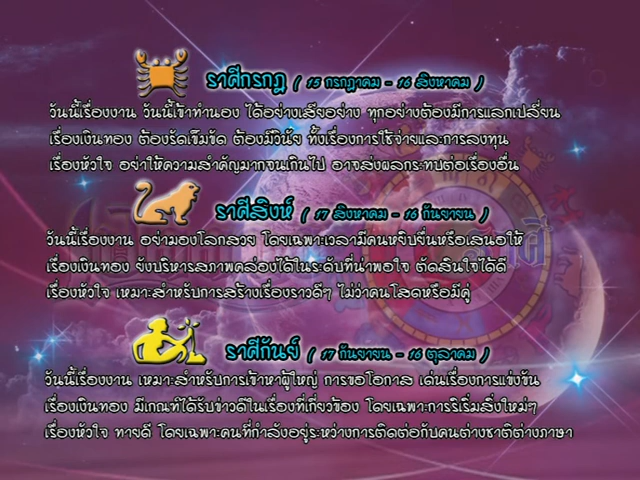 ราศีกรกฎ ( 15 กรกฎาคม - 16 สิงหาคม )
วันนี้เรื่องงาน วันนี้เข้าทำนอง ได้อย่างเสียอย่าง ทุกอย่างต้องมีการแลกเปลี่ยน
เรื่องเงินทอง ต้องรัดเข็มขัด ต้องมีวินัย ทั้งเรื่องการใช้จ่ายและการลงทุน
เรื่องหัวใจ อย่าให้ความสำคัญมากจนเกินไป อาจส่งผลกระทบต่อเรื่องอื่น
ราศีสิงห์ ( 17 สิงหาคม - 16 กันยายน )
วันนี้เรื่องงาน อย่ามองโลกสวย โดยเฉพาะเวลามีคนหยิบยื่นหรือเสนอให้
เรื่องเงินทอง ยังบริหารสภาพคล่องได้ในระดับที่น่าพอใจ ตัดสินใจได้ดี
เรื่องหัวใจ เหมาะสำหรับการสร้างเรื่องราวดีๆ ไม่ว่าคนโสดหรือมีคู่
ราศีกันย์ ( 17 กันยายน - 16 ตุลาคม )
วันนี้เรื่องงาน เหมาะสำหรับการเข้าหาผู้ใหญ่ การขอโอกาส เด่นเรื่องการแข่งขัน
เรื่องเงินทอง มีเกณฑ์ได้รับข่าวดีในเรื่องที่เกี่ยวข้อง โดยเฉพาะการริเริ่มสิ่งใหม่ๆ
เรื่องหัวใจ ทายดี โดยเฉพาะคนที่กำลังอยู่ระหว่างการติดต่อกับคนต่างชาติต่างภาษา